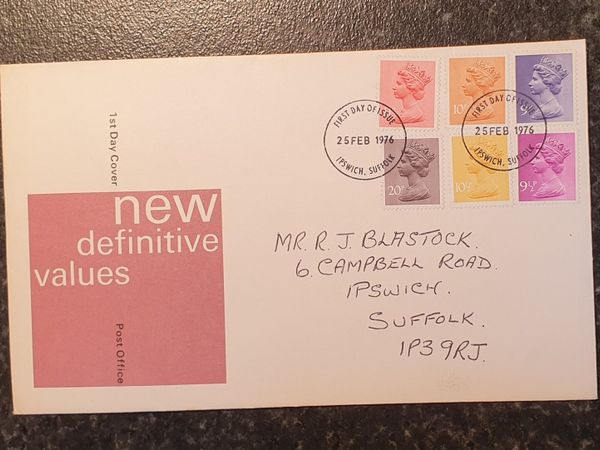 1st Day Cover
new
definitive
values
Post Office
FIRST DAY OF ISSUE
25 FEB 1976
IPSWICH, SUFFOLK
FIRST DAY OF ISSUE
25 FEB 1976
IPSWICH, SUFFOLK
10P
20P
10½P
9½P
MR. R. J. BLASTOCK.
6. CAMPBELL ROAD.
IPSWICH.
SUFFOLK.
IP3 9RJ.